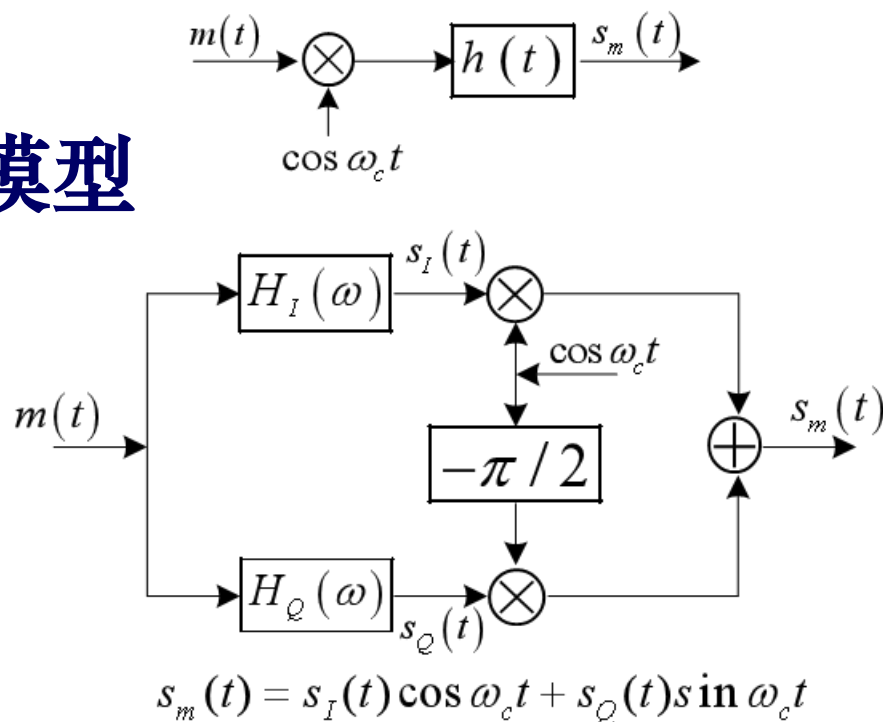 m(t) h(t) s_m(t)
cos ω_c t
模型
H_I(ω) s_I(t)
cos ω_c t
m(t) s_m(t)
−π / 2
H_Q(ω) s_Q(t)
s_m(t) = s_I(t) cos ω_c t + s_Q(t) sin ω_c t